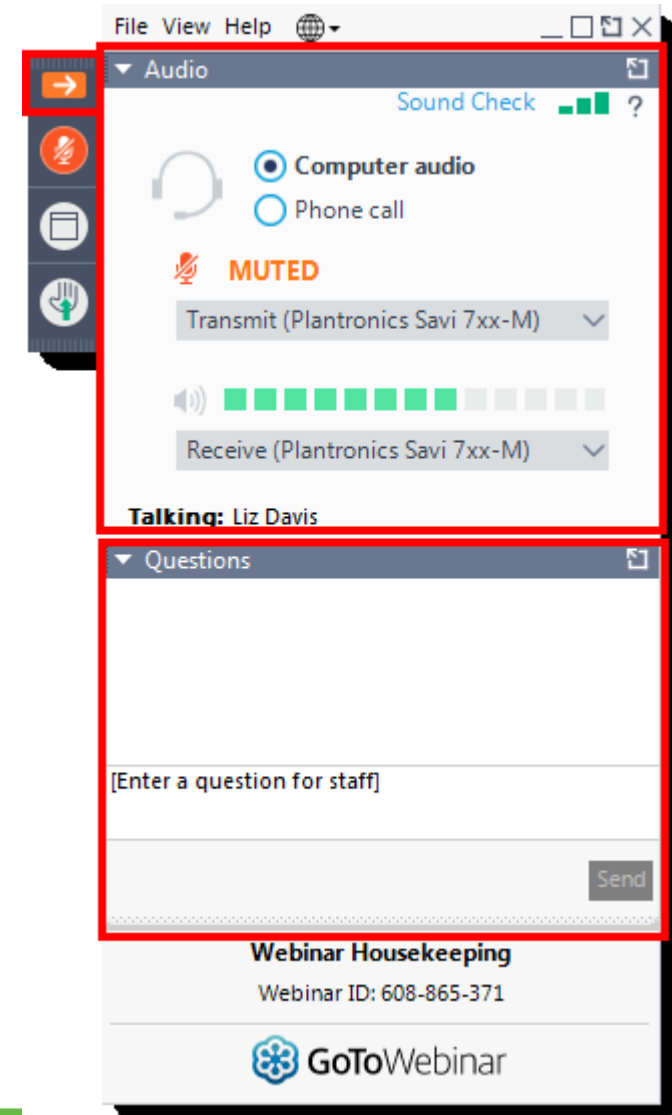 File View Help
Audio
Sound Check ?
Computer audio
Phone call
MUTED
Transmit (Plantronics Savi 7xx-M)
Receive (Plantronics Savi 7xx-M)
Talking: Liz Davis
Questions
[Enter a question for staff]
Send
Webinar Housekeeping
Webinar ID: 608-865-371
GoToWebinar